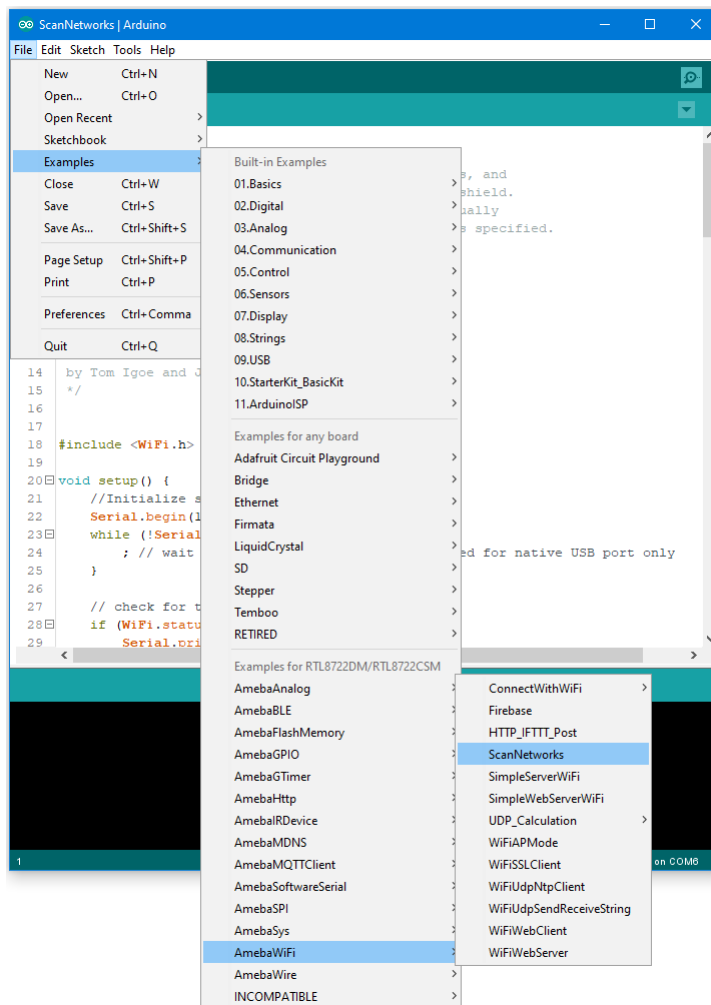 ScanNetworks | Arduino
File Edit Sketch Tools Help
New Ctrl+N
Open... Ctrl+O
Open Recent
Sketchbook
Examples
Close Ctrl+W
Save Ctrl+S
Save As... Ctrl+Shift+S
Page Setup Ctrl+Shift+P
Print Ctrl+P
Preferences Ctrl+Comma
Quit Ctrl+Q
Built-in Examples
01.Basics
02.Digital
03.Analog
04.Communication
05.Control
06.Sensors
07.Display
08.Strings
09.USB
10.StarterKit_BasicKit
11.ArduinoISP
Examples for any board
Adafruit Circuit Playground
Bridge
Ethernet
Firmata
LiquidCrystal
SD
Stepper
Temboo
RETIRED
Examples for RTL8722DM/RTL8722CSM
AmebaAnalog
AmebaBLE
AmebaFlashMemory
AmebaGPIO
AmebaGTimer
AmebaHttp
AmebaIRDevice
AmebaMDNS
AmebaMQTTClient
AmebaSoftwareSerial
AmebaSPI
AmebaSys
AmebaWiFi
AmebaWire
INCOMPATIBLE
ConnectWithWiFi
Firebase
HTTP_IFTTT_Post
ScanNetworks
SimpleServerWiFi
SimpleWebServerWiFi
UDP_Calculation
WiFiAPMode
WiFiSSLClient
WiFiUdpNtpClient
WiFiUdpSendReceiveString
WiFiWebClient
WiFiWebServer
s, and
shield.
ually
s specified.
14 by Tom Igoe and J
15 */
16
17
18 #include <WiFi.h>
19
20 void setup() {
21 //Initialize s
22 Serial.begin(1
23 while (!Serial
24 ; // wait ed for native USB port only
25 }
26
27 // check for t
28 if (WiFi.statu
29 Serial.pri
1 on COM6